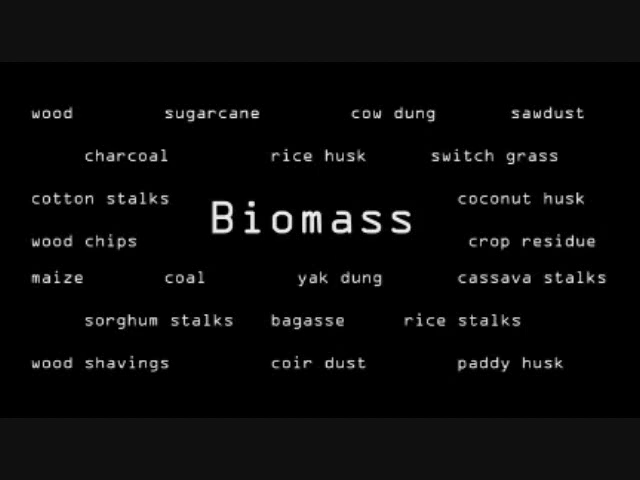 wood sugarcane cow dung sawdust
charcoal rice husk switch grass
cotton stalks coconut husk
Biomass
wood chips crop residue
maize coal yak dung cassava stalks
sorghum stalks bagasse rice stalks
wood shavings coir dust paddy husk